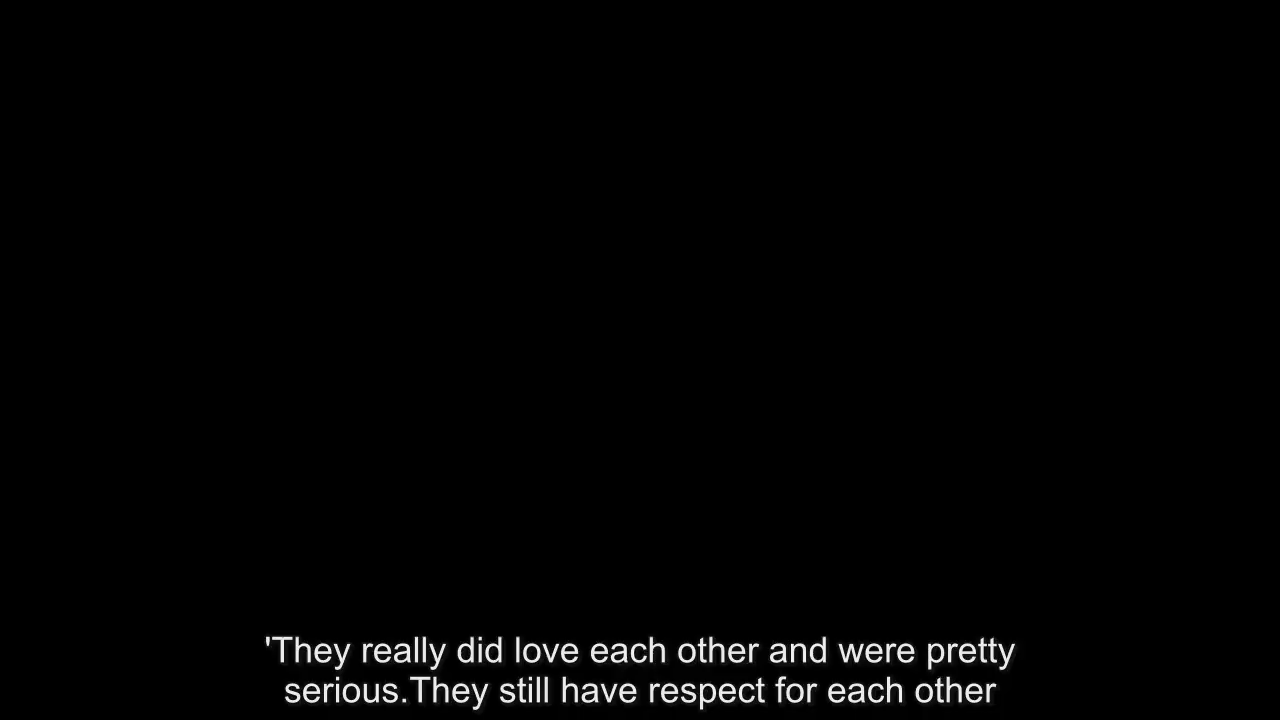 'They really did love each other and were pretty
serious.They still have respect for each other